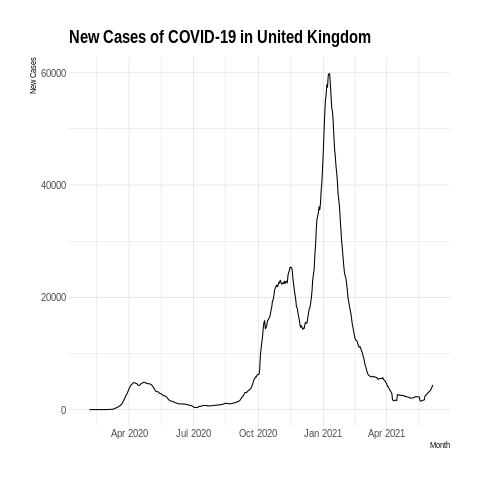 New Cases of COVID-19 in United Kingdom
New Cases
60000
40000
20000
0
Apr 2020 Jul 2020 Oct 2020 Jan 2021 Apr 2021
Month